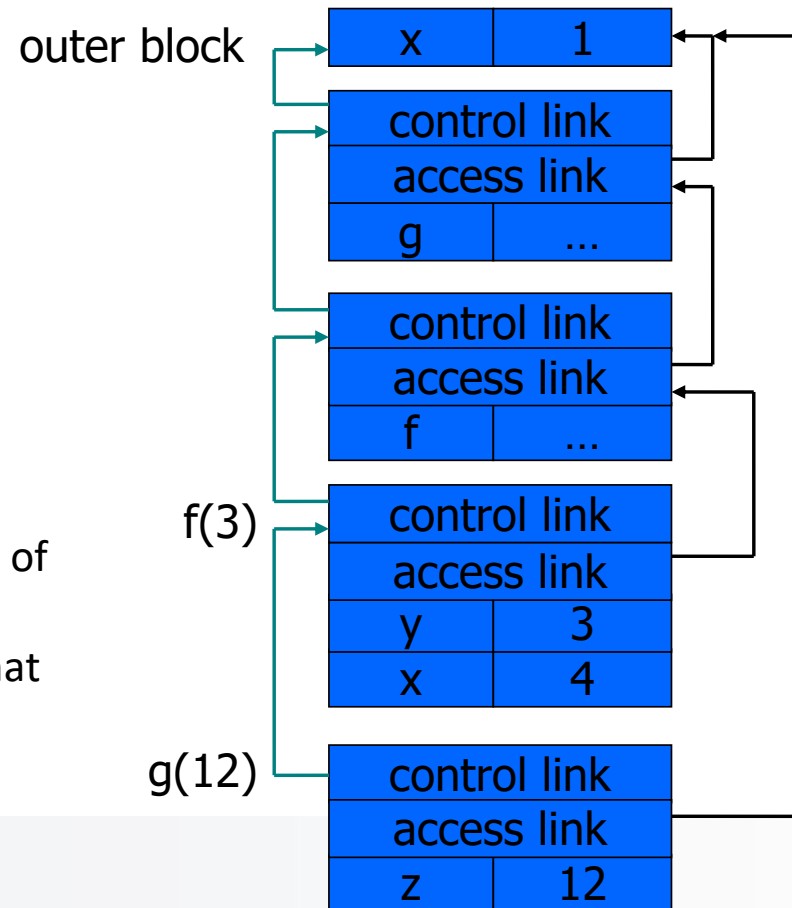 outer block
x 1
control link
access link
g ...
control link
access link
f ...
f(3)
control link
of
access link
y 3
at
x 4
g(12)
control link
access link
z 12